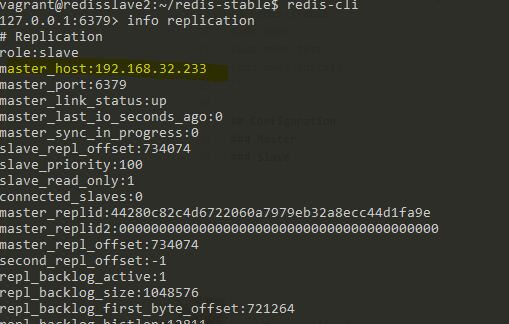 vagrant@redisslave2:~/redis-stable$ redis-cli
127.0.0.1:6379> info replication
# Replication
role:slave
master_host:192.168.32.233
master_port:6379
master_link_status:up
master_last_io_seconds_ago:0
master_sync_in_progress:0
slave_repl_offset:734074
slave_priority:100
slave_read_only:1
connected_slaves:0
master_replid:44280c82c4d6722060a7979eb32a8ecc44d1fa9e
master_replid2:0000000000000000000000000000000000000000
master_repl_offset:734074
second_repl_offset:-1
repl_backlog_active:1
repl_backlog_size:1048576
repl_backlog_first_byte_offset:721264
repl_backlog_histlen:12811